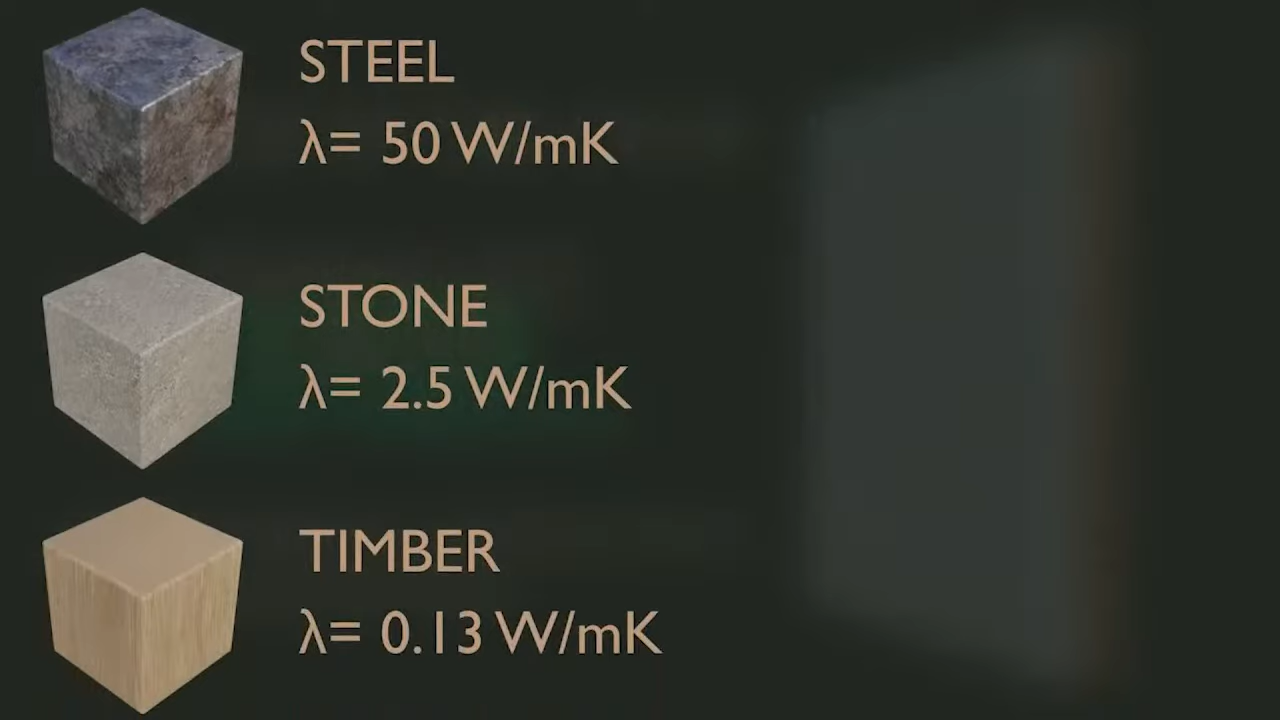 STEEL
λ= 50 W/mK
STONE
λ= 2.5 W/mK
TIMBER
λ= 0.13 W/mK